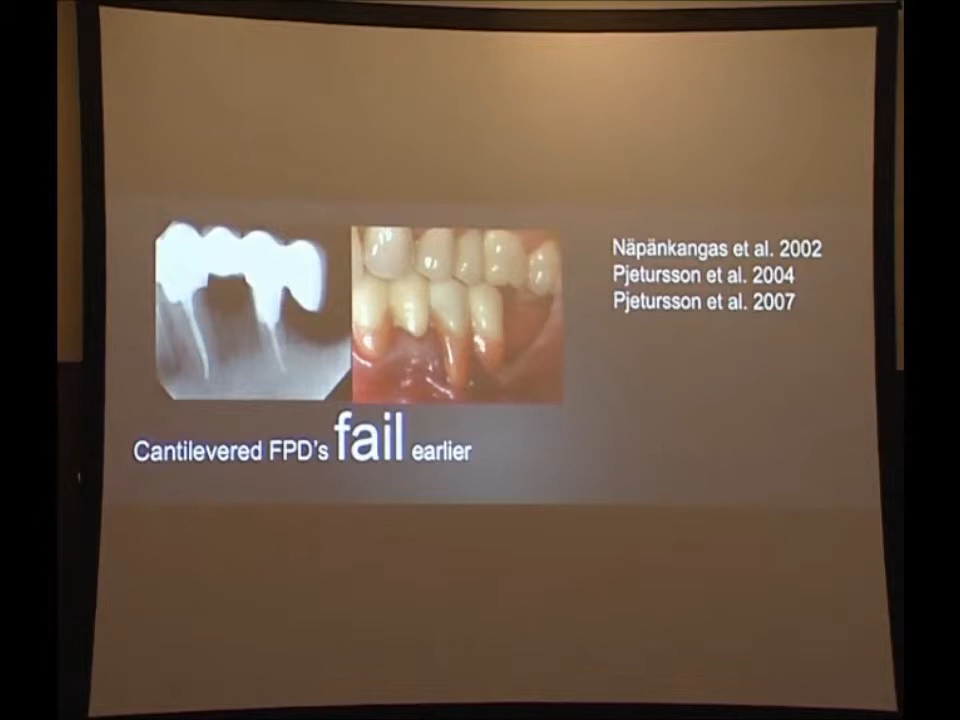 Näpänkangas et al. 2002
Pjetursson et al. 2004
Pjetursson et al. 2007
Cantilevered FPD's fail earlier